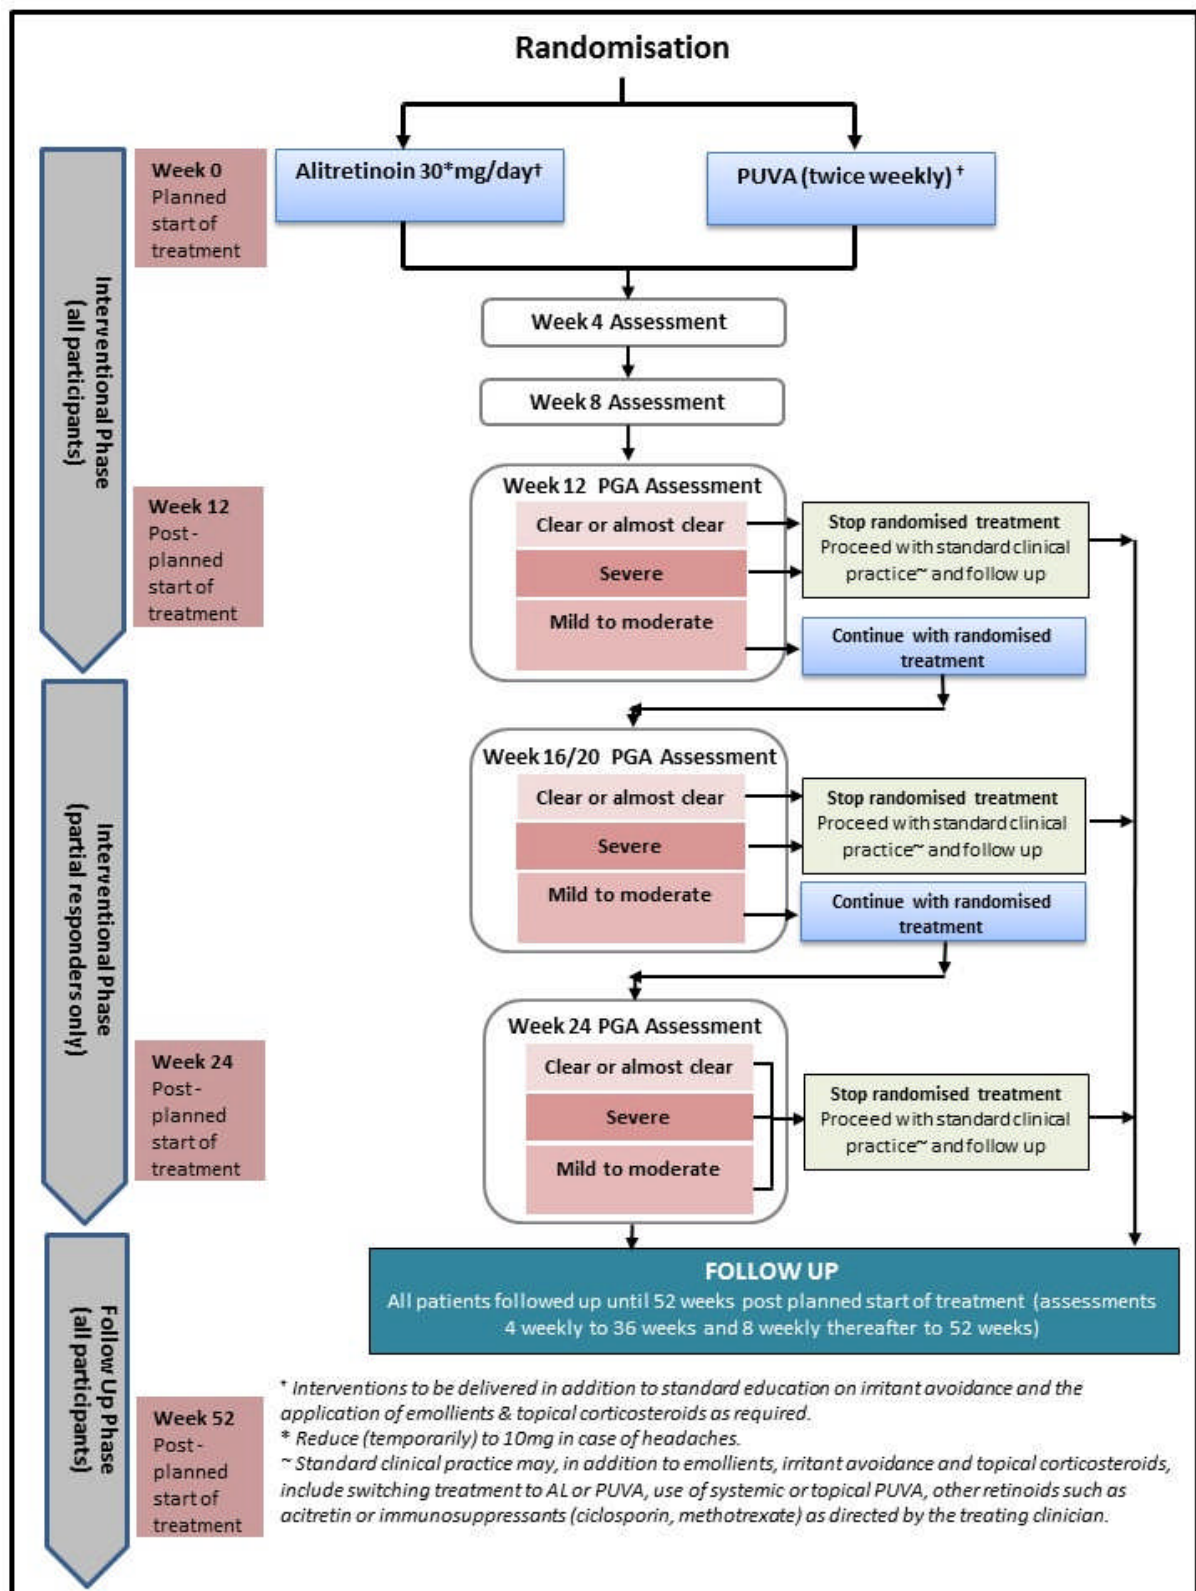 Randomisation
Week 0
Planned
start of
treatment
Alitretinoin 30*mg/day†
PUVA (twice weekly) †
Interventional Phase
(all participants)
Week 4 Assessment
Week 8 Assessment
Week 12 PGA Assessment
Clear or almost clear
Severe
Mild to moderate
Stop randomised treatment
Proceed with standard clinical
practice~ and follow up
Continue with randomised
treatment
Week 12
Post-
planned
start of
treatment
Interventional Phase
(partial responders only)
Week 16/20 PGA Assessment
Clear or almost clear
Severe
Mild to moderate
Stop randomised treatment
Proceed with standard clinical
practice~ and follow up
Continue with randomised
treatment
Week 24 PGA Assessment
Clear or almost clear
Severe
Mild to moderate
Stop randomised treatment
Proceed with standard clinical
practice~ and follow up
Week 24
Post-
planned
start of
treatment
FOLLOW UP
All patients followed up until 52 weeks post planned start of treatment (assessments
4 weekly to 36 weeks and 8 weekly thereafter to 52 weeks)
Follow Up Phase
(all participants)
Week 52
Post-
planned
start of
treatment
† Interventions to be delivered in addition to standard education on irritant avoidance and the
application of emollients & topical corticosteroids as required.
* Reduce (temporarily) to 10mg in case of headaches.
~ Standard clinical practice may, in addition to emollients, irritant avoidance and topical corticosteroids,
include switching treatment to AL or PUVA, use of systemic or topical PUVA, other retinoids such as
acitretin or immunosuppressants (ciclosporin, methotrexate) as directed by the treating clinician.